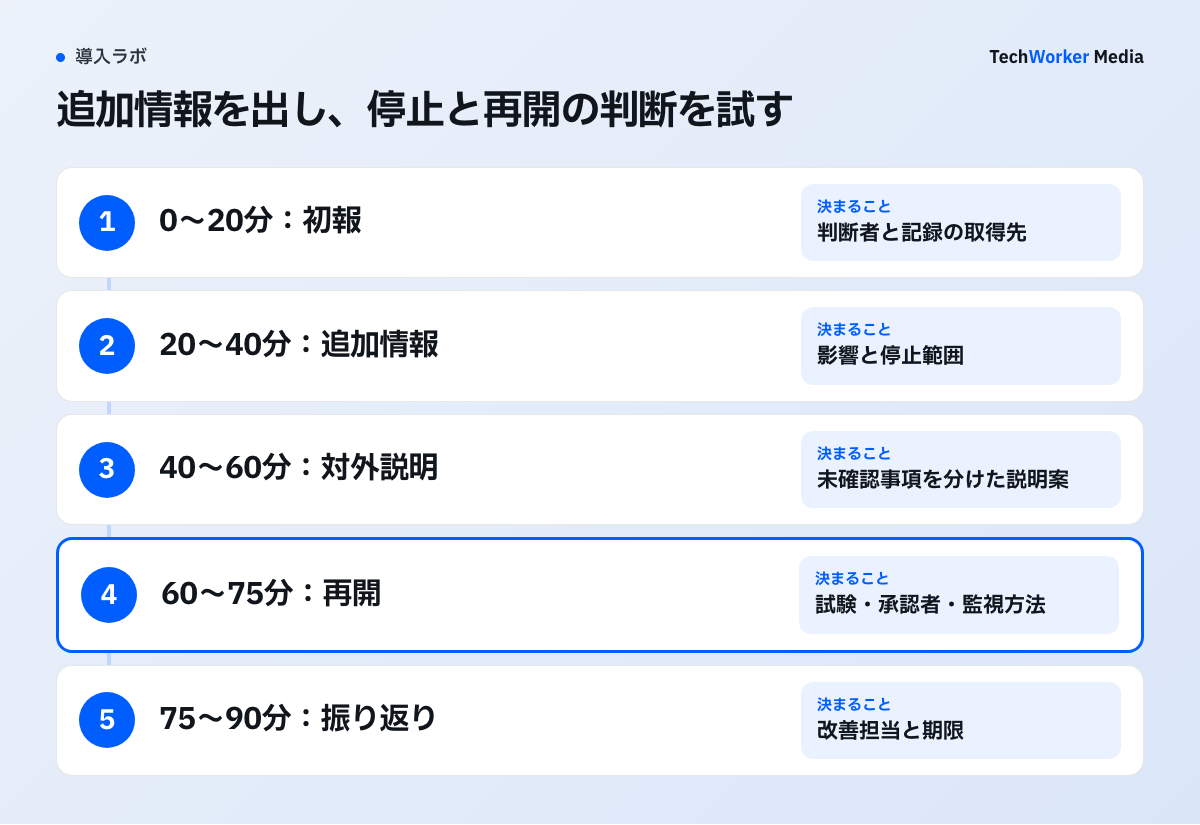 導入ラボ
TechWorker Media
追加情報を出し、停止と再開の判断を試す
1
0〜20分：初報
決まること
判断者と記録の取得先
2
20〜40分：追加情報
決まること
影響と停止範囲
3
40〜60分：対外説明
決まること
未確認事項を分けた説明案
4
60〜75分：再開
決まること
試験・承認者・監視方法
5
75〜90分：振り返り
決まること
改善担当と期限